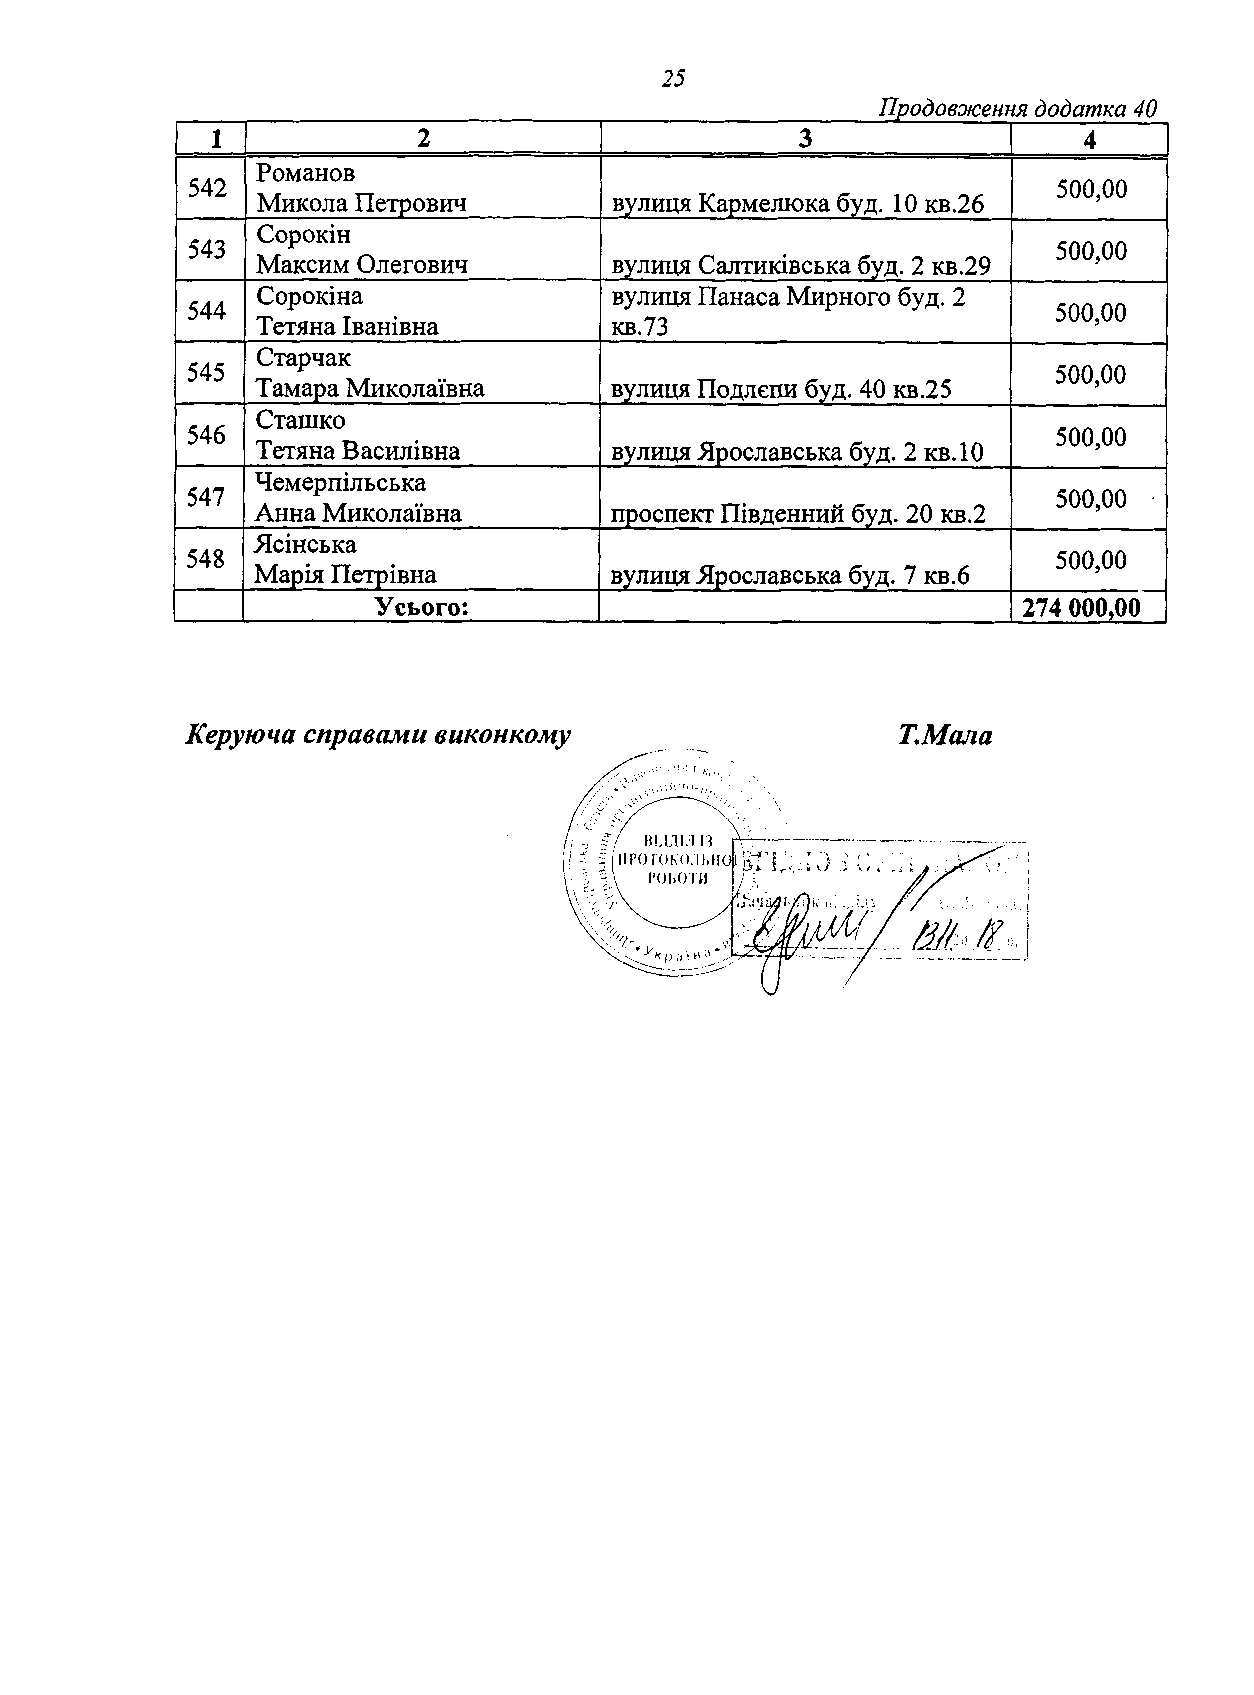 25
Продовження додатка 40
1 2 3 4
542 Романов
Микола Петрович вулиця Кармелюка буд. 10 кв.26 500,00
543 Сорокін
Максим Олегович вулиця Салтиківська буд. 2 кв.29 500,00
544 Сорокіна вулиця Панаса Мирного буд. 2
Тетяна Іванівна кв.73 500,00
545 Старчак
Тамара Миколаївна вулиця Подлєпи буд. 40 кв.25 500,00
546 Сташко
Тетяна Василівна вулиця Ярославська буд. 2 кв.10 500,00
547 Чемерпільська
Анна Миколаївна проспект Південний буд. 20 кв.2 500,00
548 Ясінська
Марія Петрівна вулиця Ярославська буд. 7 кв.6 500,00
Усього: 274 000,00
Керуюча справами виконкому Т.Мала
ВІДДІЛ ІЗ
ПРОТОКОЛЬНОЇ
РОБОТИ
Україна